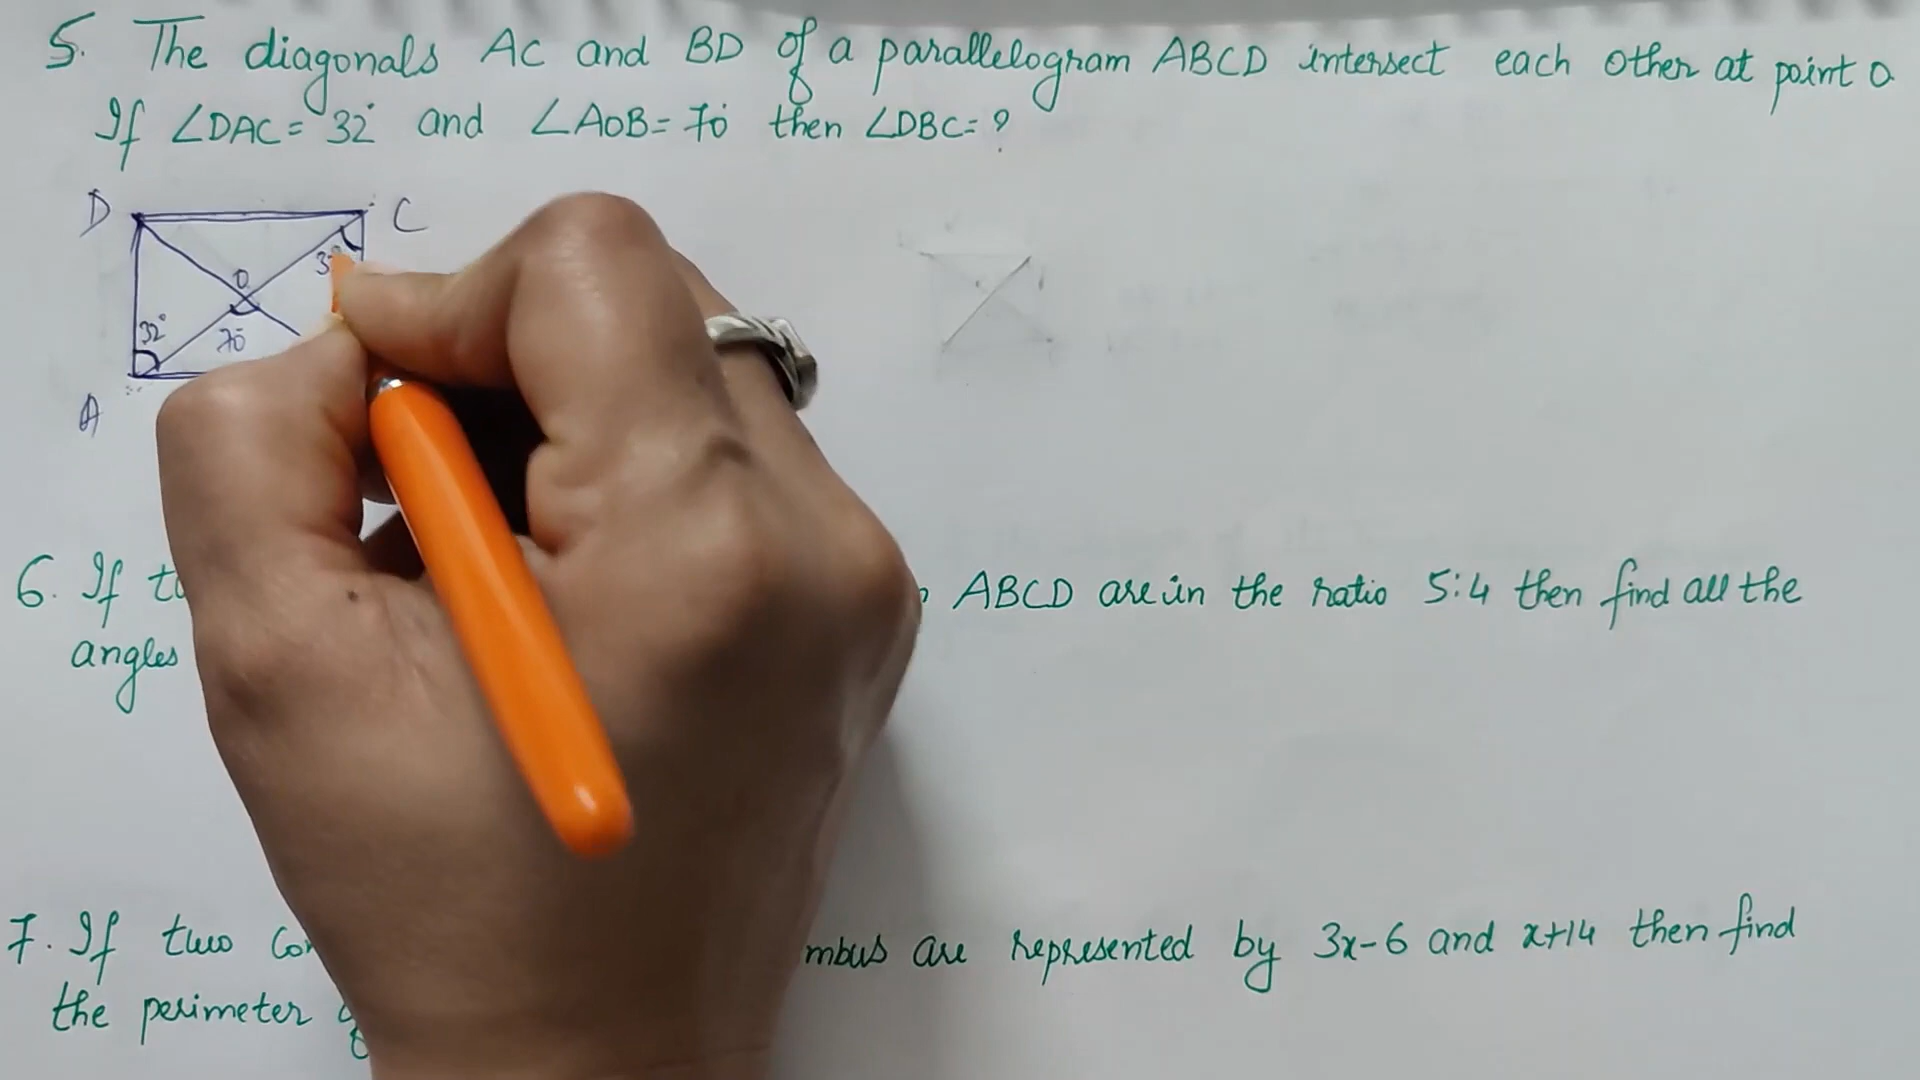 5. The diagonals AC and BD of a parallelogram ABCD intersect each other at point O.
If ∠DAC = 32° and ∠AOB = 70° then ∠DBC = ?
D C
O
32° 70°
A
6. If ABCD are in the ratio 5:4 then find all the
angles
7. If two are represented by 3x-6 and x+14 then find
the perimeter